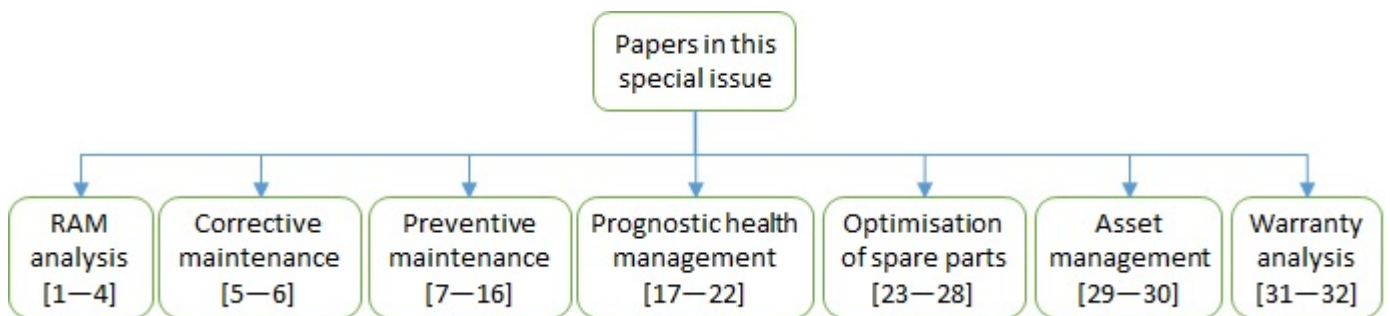 Papers in this
special issue
RAM
analysis
[1—4]
Corrective
maintenance
[5—6]
Preventive
maintenance
[7—16]
Prognostic health
management
[17—22]
Optimisation
of spare parts
[23—28]
Asset
management
[29—30]
Warranty
analysis
[31—32]